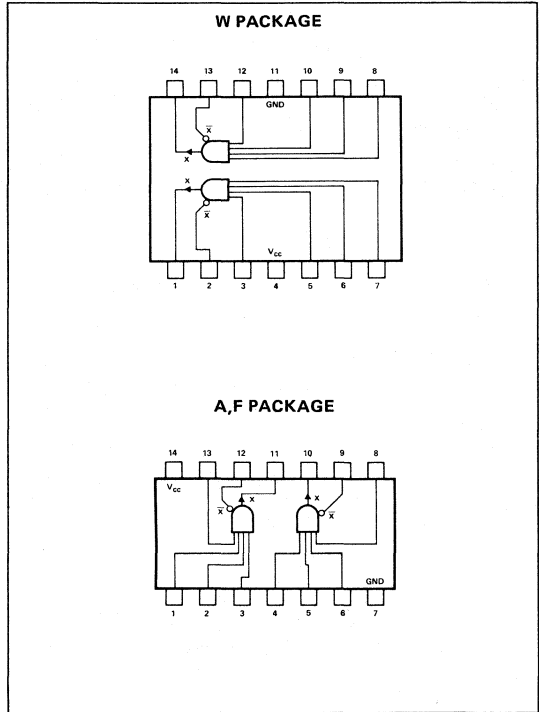 W PACKAGE
14 13 12 11 10 9 8
GND
X̅
X
X
X̅
VCC
1 2 3 4 5 6 7
A,F PACKAGE
14 13 12 11 10 9 8
VCC
X X
X̅ X̅
GND
1 2 3 4 5 6 7